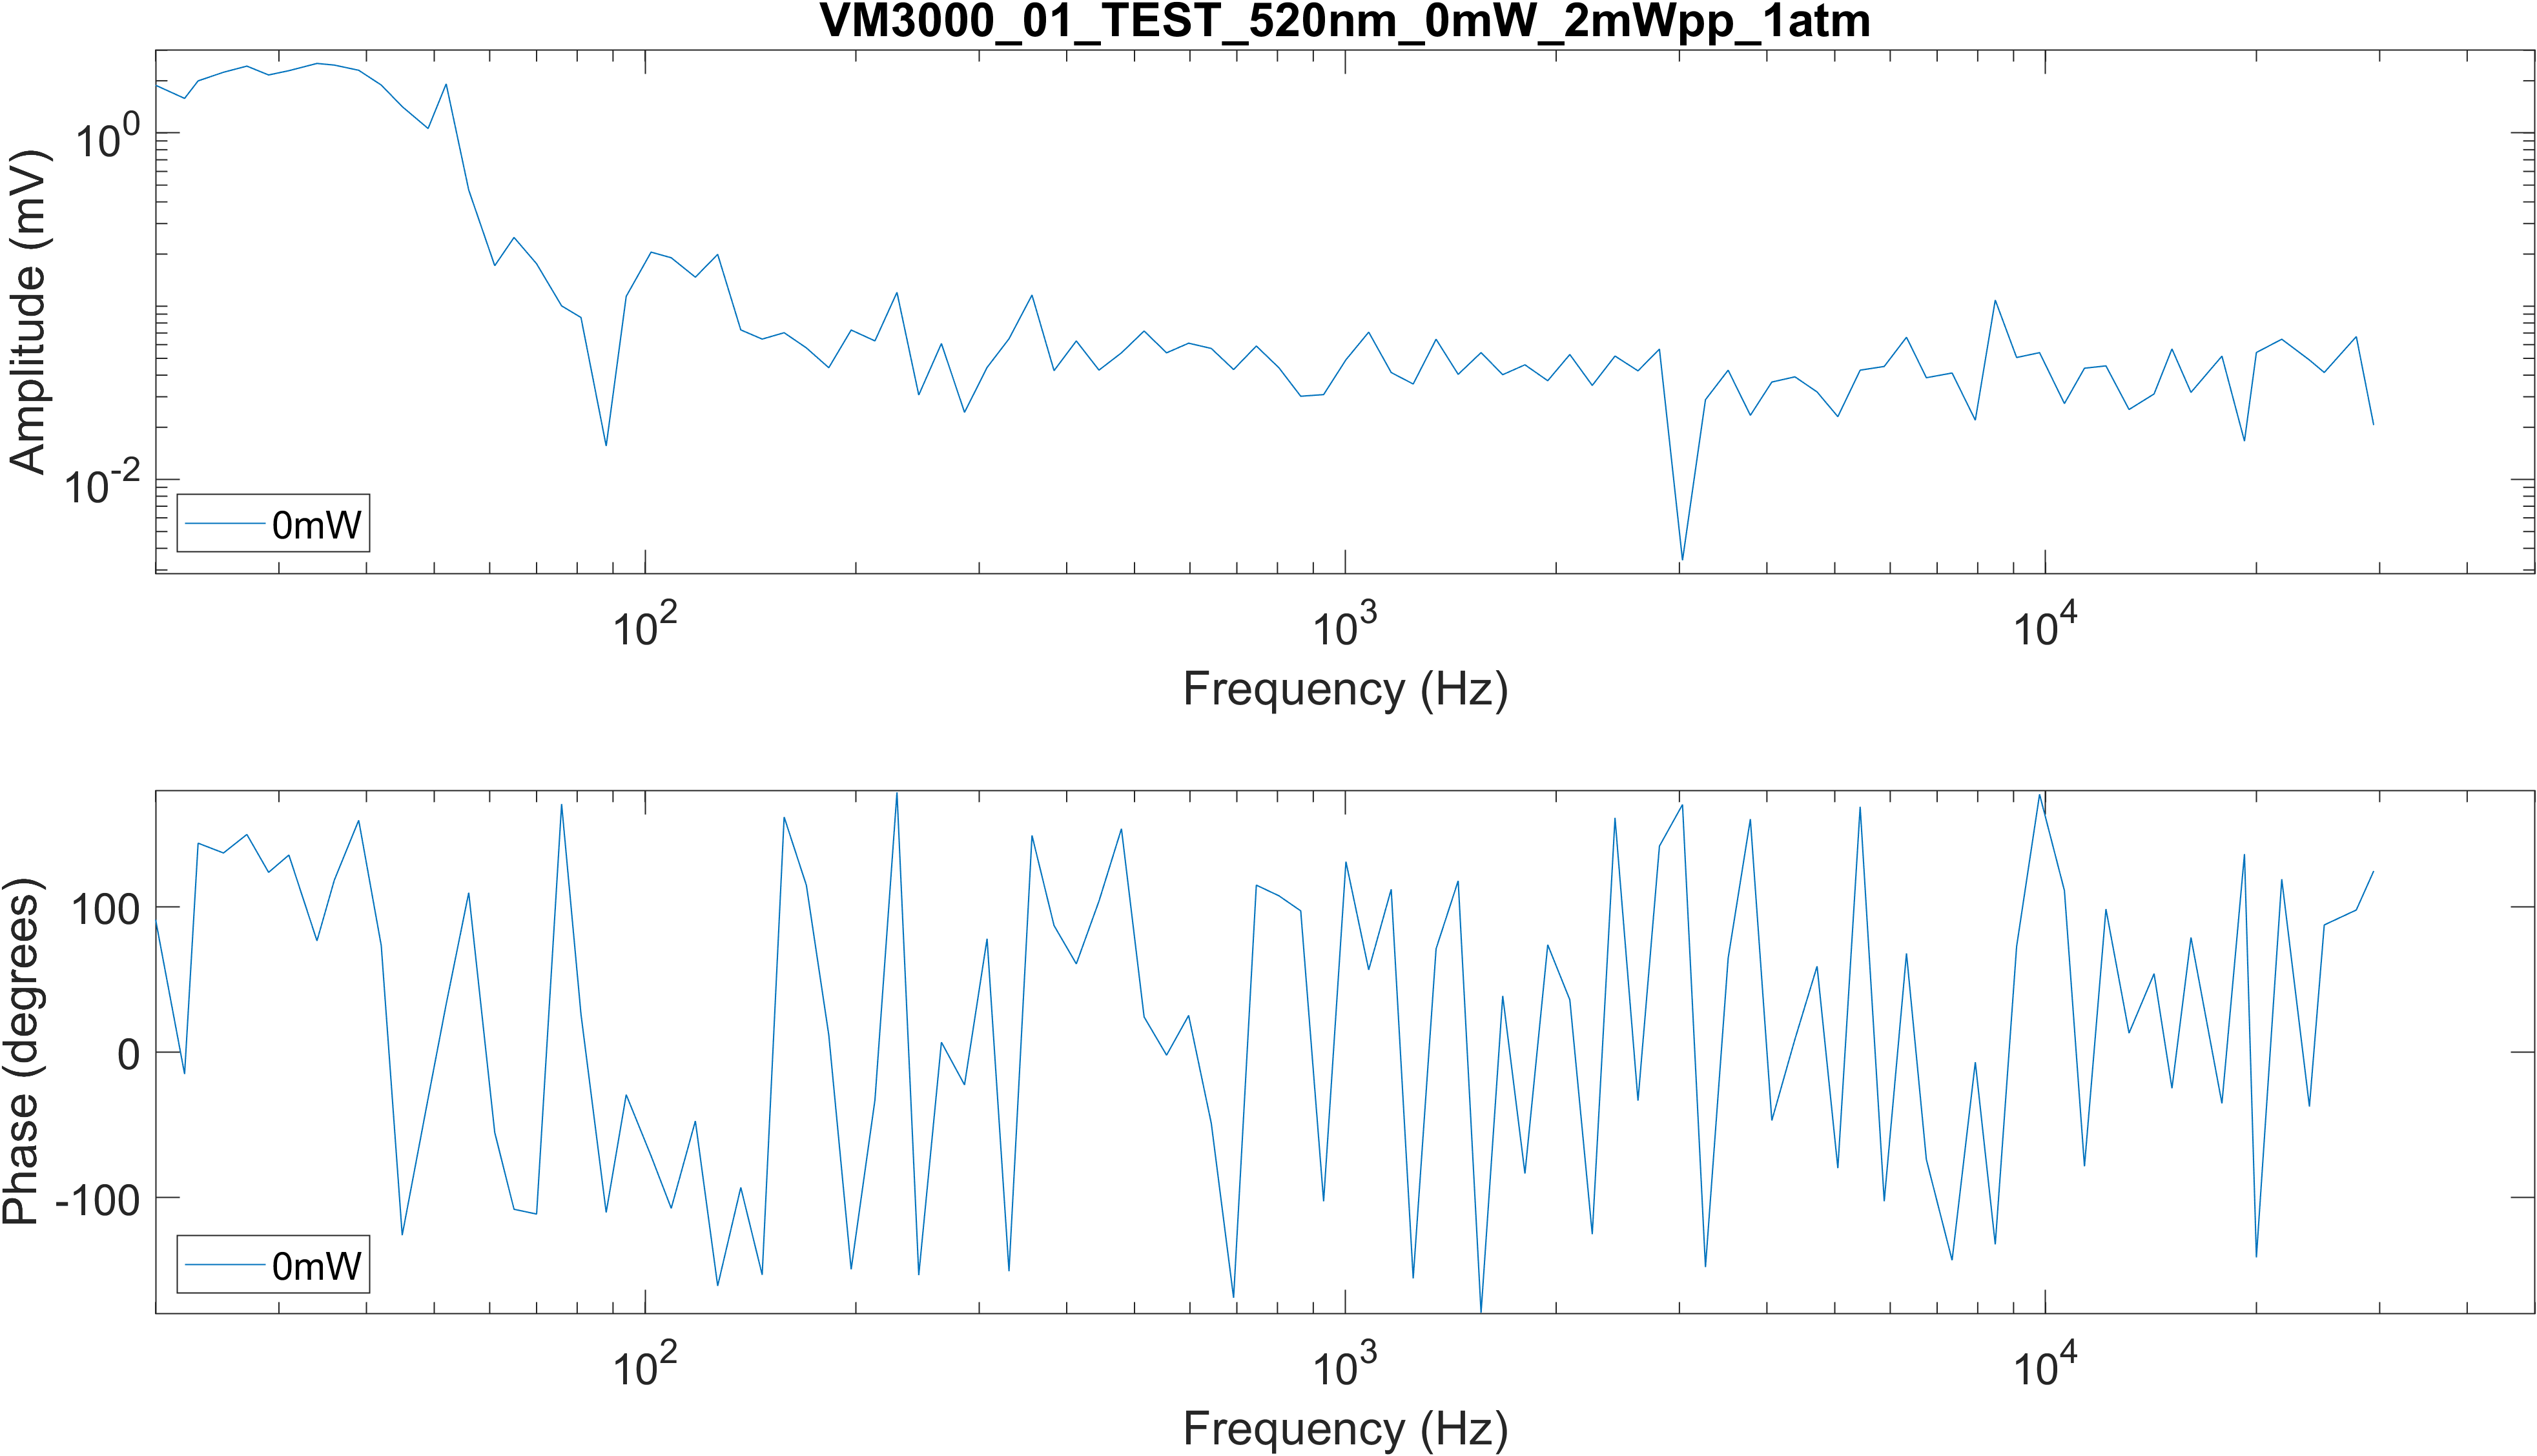 VM3000_01_TEST_520nm_0mW_2mWpp_1atm
Amplitude (mV)
10^0
10^-2
0mW
10^2
10^3
10^4
Frequency (Hz)
Phase (degrees)
100
0
-100
0mW
10^2
10^3
10^4
Frequency (Hz)